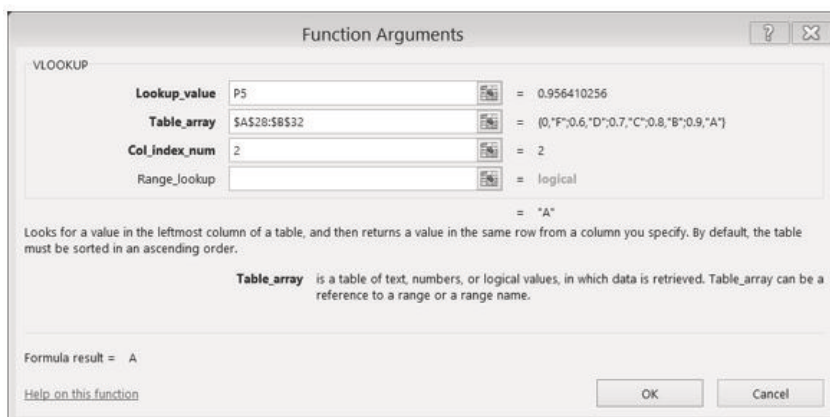 Function Arguments
VLOOKUP
Lookup_value P5 = 0.956410256
Table_array $A$28:$B$32 = {0,"F";0.6,"D";0.7,"C";0.8,"B";0.9,"A"}
Col_index_num 2 = 2
Range_lookup = logical
= "A"
Looks for a value in the leftmost column of a table, and then returns a value in the same row from a column you specify. By default, the table
must be sorted in an ascending order.
Table_array is a table of text, numbers, or logical values, in which data is retrieved. Table_array can be a
reference to a range or a range name.
Formula result = A
Help on this function OK Cancel